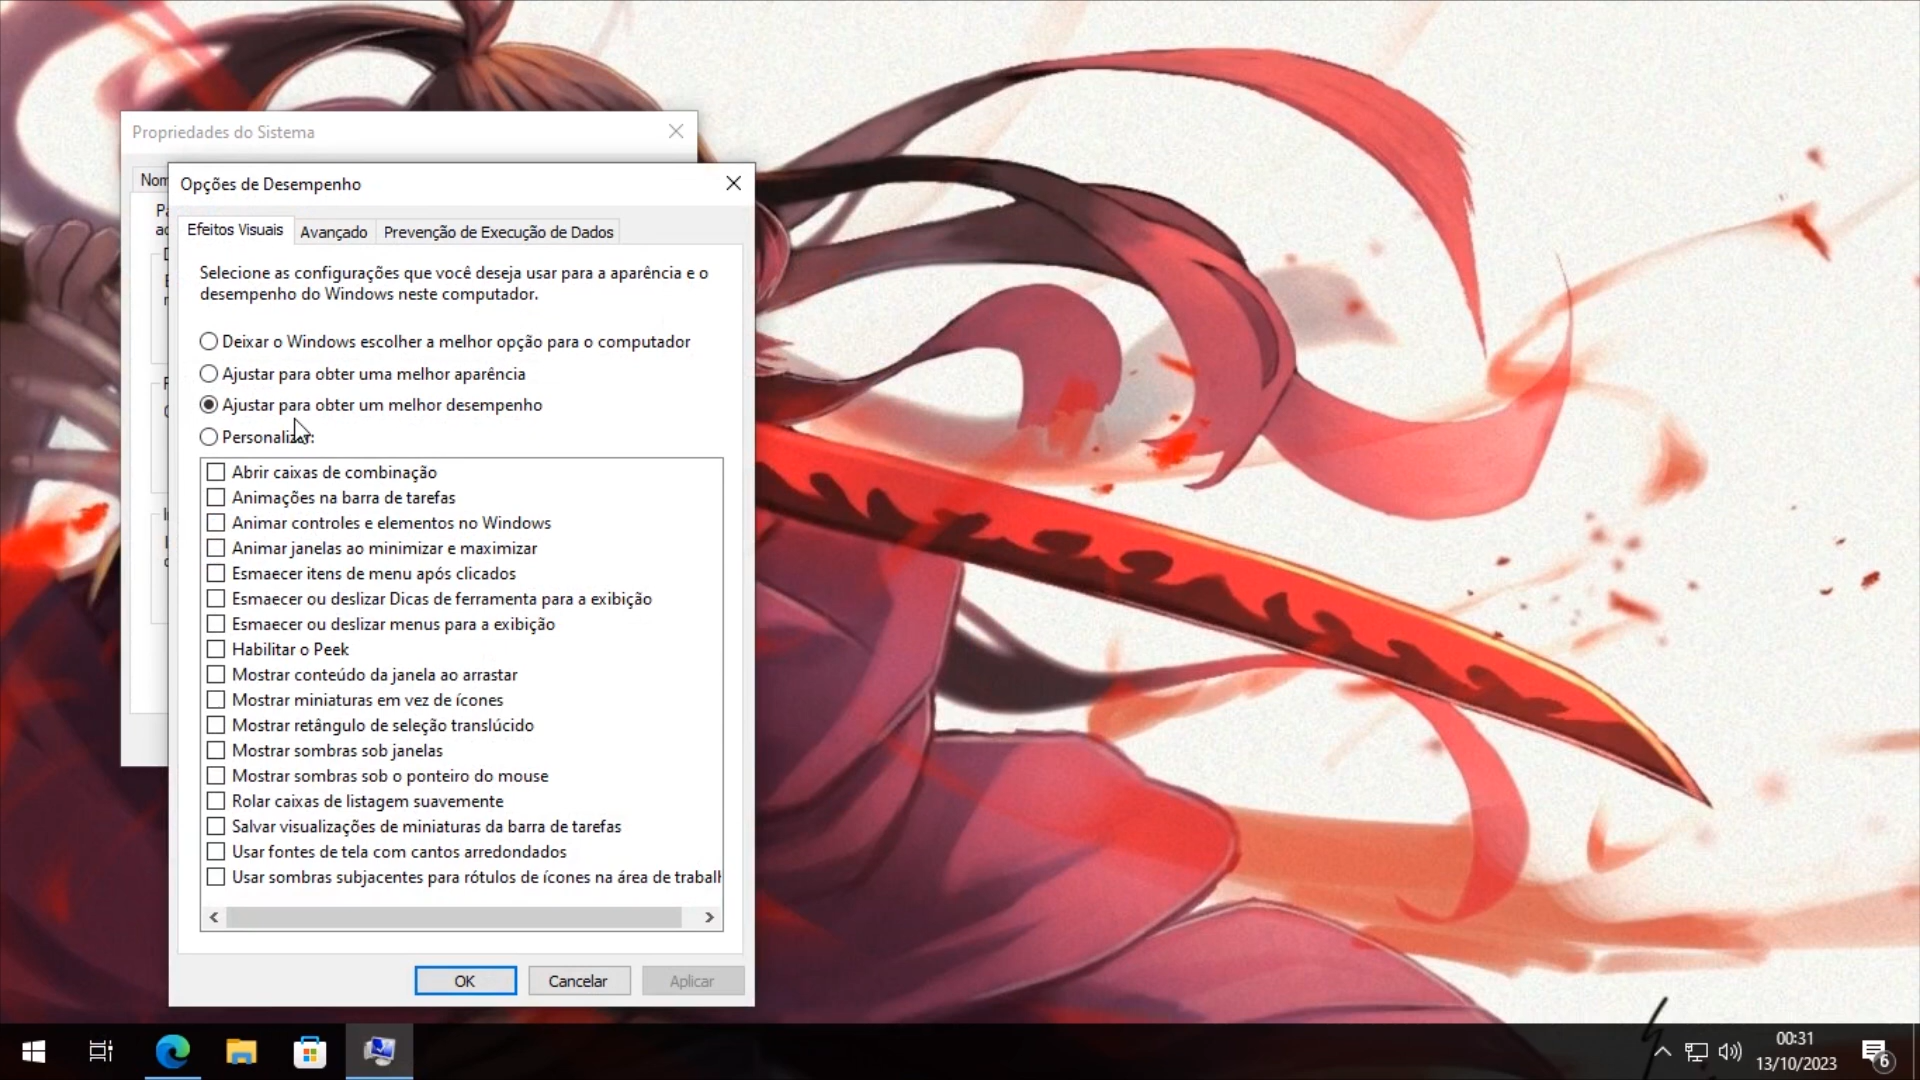 Propriedades do Sistema
Nom
Opções de Desempenho
Efeitos Visuais
Avançado
Prevenção de Execução de Dados
Selecione as configurações que você deseja usar para a aparência e o
desempenho do Windows neste computador.
Deixar o Windows escolher a melhor opção para o computador
Ajustar para obter uma melhor aparência
Ajustar para obter um melhor desempenho
Personalizar:
Abrir caixas de combinação
Animações na barra de tarefas
Animar controles e elementos no Windows
Animar janelas ao minimizar e maximizar
Esmaecer itens de menu após clicados
Esmaecer ou deslizar Dicas de ferramenta para a exibição
Esmaecer ou deslizar menus para a exibição
Habilitar o Peek
Mostrar conteúdo da janela ao arrastar
Mostrar miniaturas em vez de ícones
Mostrar retângulo de seleção translúcido
Mostrar sombras sob janelas
Mostrar sombras sob o ponteiro do mouse
Rolar caixas de listagem suavemente
Salvar visualizações de miniaturas da barra de tarefas
Usar fontes de tela com cantos arredondados
Usar sombras subjacentes para rótulos de ícones na área de trabal
OK
Cancelar
Aplicar
00:31
13/10/2023
6